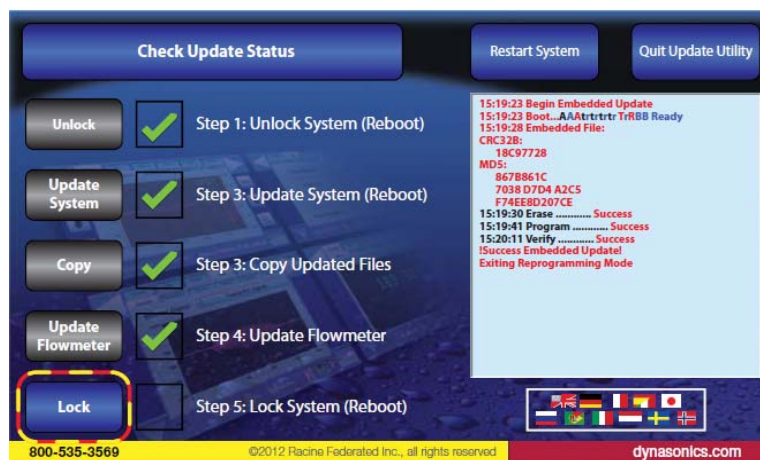 Check Update Status
Restart System
Quit Update Utility
Unlock
Step 1: Unlock System (Reboot)
Update
System
Step 3: Update System (Reboot)
Copy
Step 3: Copy Updated Files
Update
Flowmeter
Step 4: Update Flowmeter
Lock
Step 5: Lock System (Reboot)
15:19:23 Begin Embedded Update
15:19:23 Boot...AAAtrtrtrtr TrRBB Ready
15:19:28 Embedded File:
CRC32B:
18C97728
MD5:
867B861C
7038 D7D4 A2C5
F74EE8D207CE
15:19:30 Erase ............ Success
15:19:41 Program ............ Success
15:20:11 Verify ............ Success
!Success Embedded Update!
Exiting Reprogramming Mode
800-535-3569
©2012 Racine Federated Inc., all rights reserved
dynasonics.com